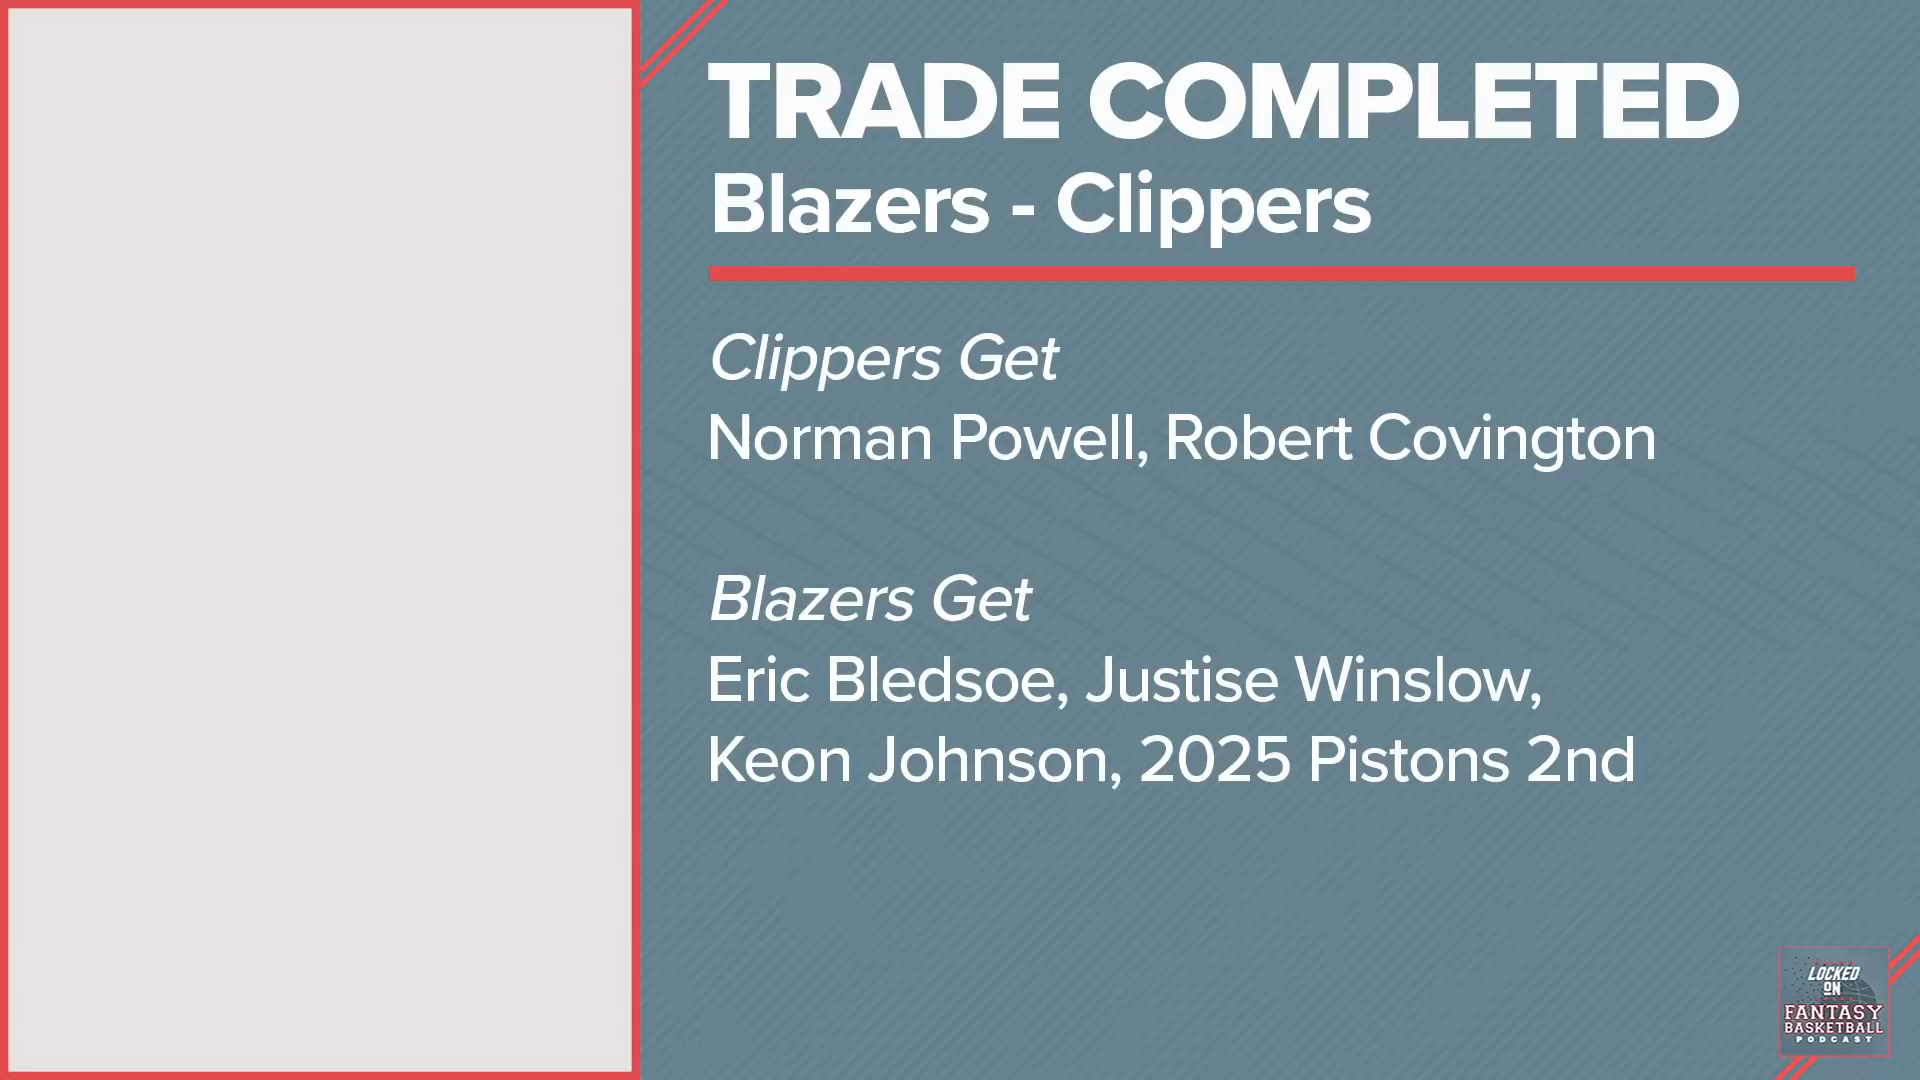 TRADE COMPLETED
Blazers - Clippers
Clippers Get
Norman Powell, Robert Covington
Blazers Get
Eric Bledsoe, Justise Winslow,
Keon Johnson, 2025 Pistons 2nd
LOCKED
ON
FANTASY
BASKETBALL
PODCAST